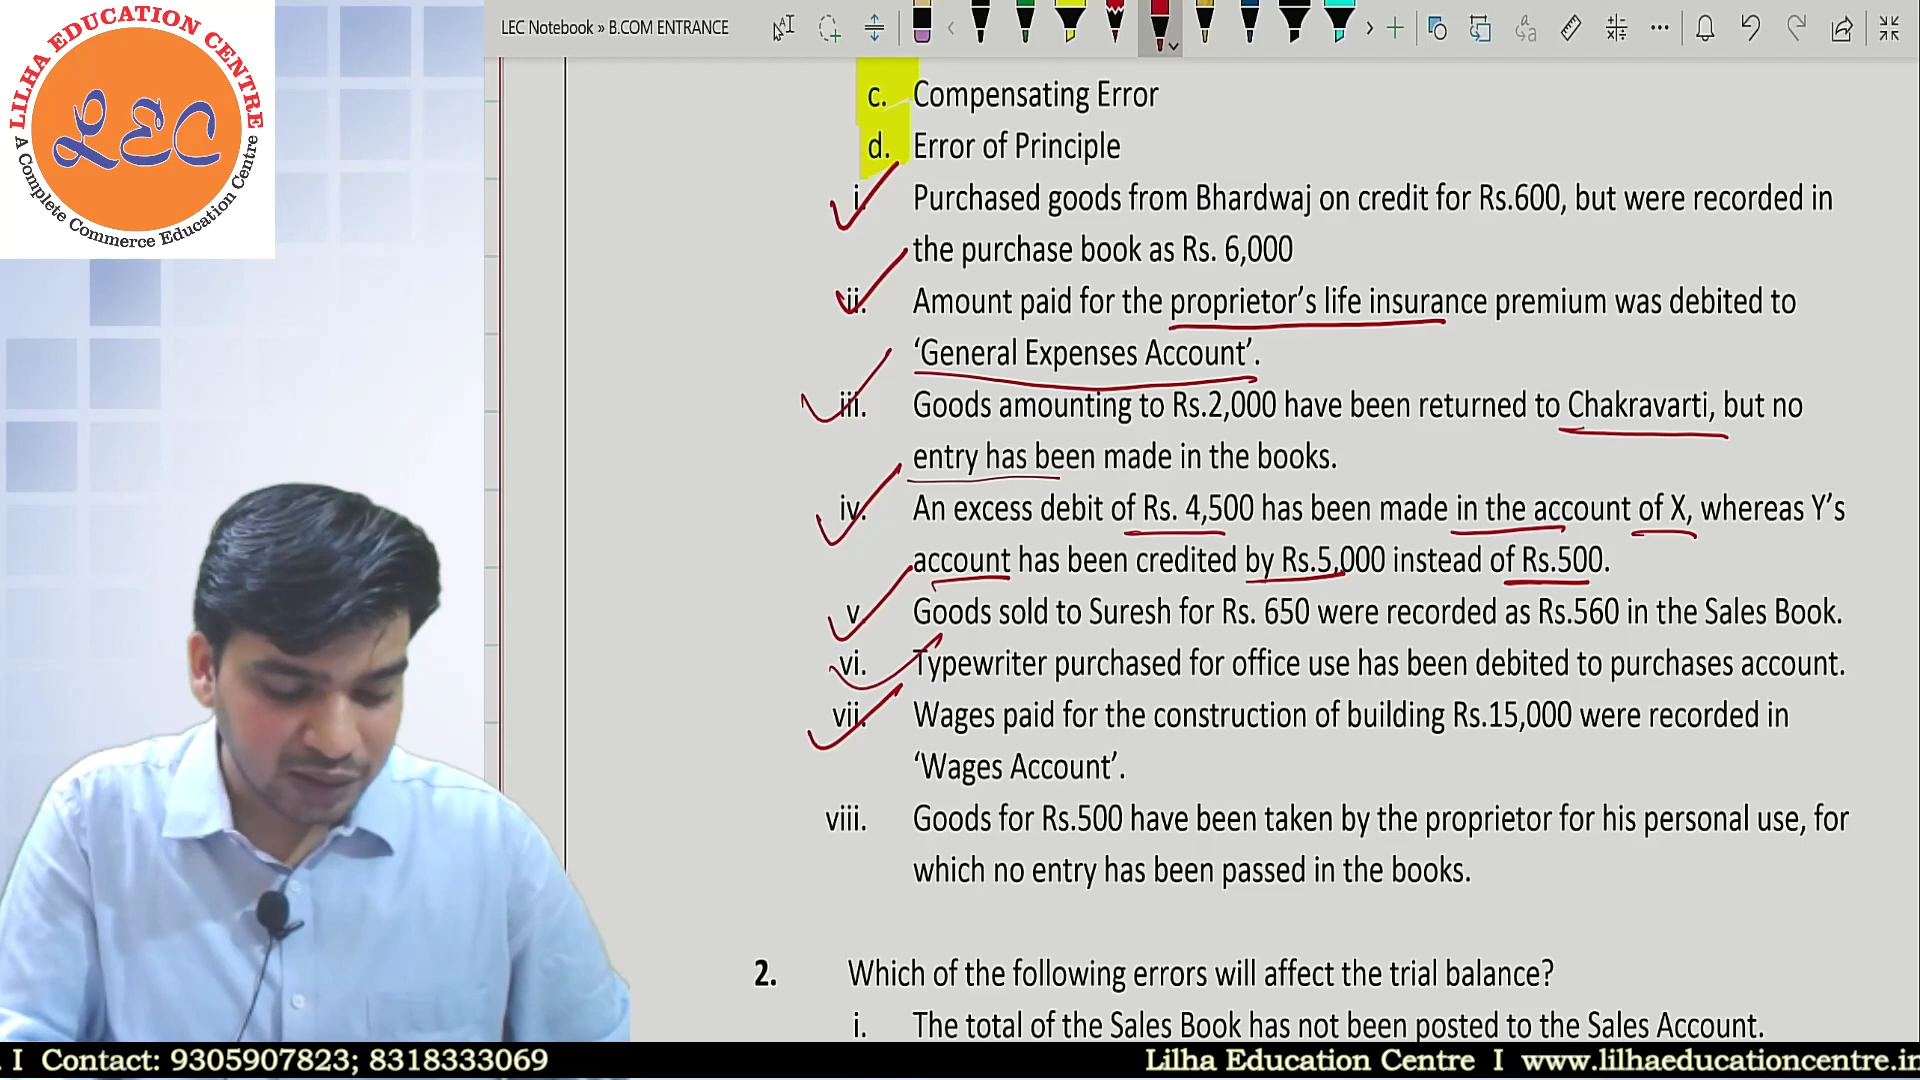 LILHA EDUCATION CENTRE
LEC
A Complete Commerce Education Centre
LEC Notebook » B.COM ENTRANCE
c. Compensating Error
d. Error of Principle
i. Purchased goods from Bhardwaj on credit for Rs.600, but were recorded in
the purchase book as Rs. 6,000
ii. Amount paid for the proprietor’s life insurance premium was debited to
‘General Expenses Account’.
iii. Goods amounting to Rs.2,000 have been returned to Chakravarti, but no
entry has been made in the books.
iv. An excess debit of Rs. 4,500 has been made in the account of X, whereas Y’s
account has been credited by Rs.5,000 instead of Rs.500.
v. Goods sold to Suresh for Rs. 650 were recorded as Rs.560 in the Sales Book.
vi. Typewriter purchased for office use has been debited to purchases account.
vii. Wages paid for the construction of building Rs.15,000 were recorded in
‘Wages Account’.
viii. Goods for Rs.500 have been taken by the proprietor for his personal use, for
which no entry has been passed in the books.
2. Which of the following errors will affect the trial balance?
i. The total of the Sales Book has not been posted to the Sales Account.
. I Contact: 9305907823; 8318333069
Lilha Education Centre I www.lilhaeducationcentre.in